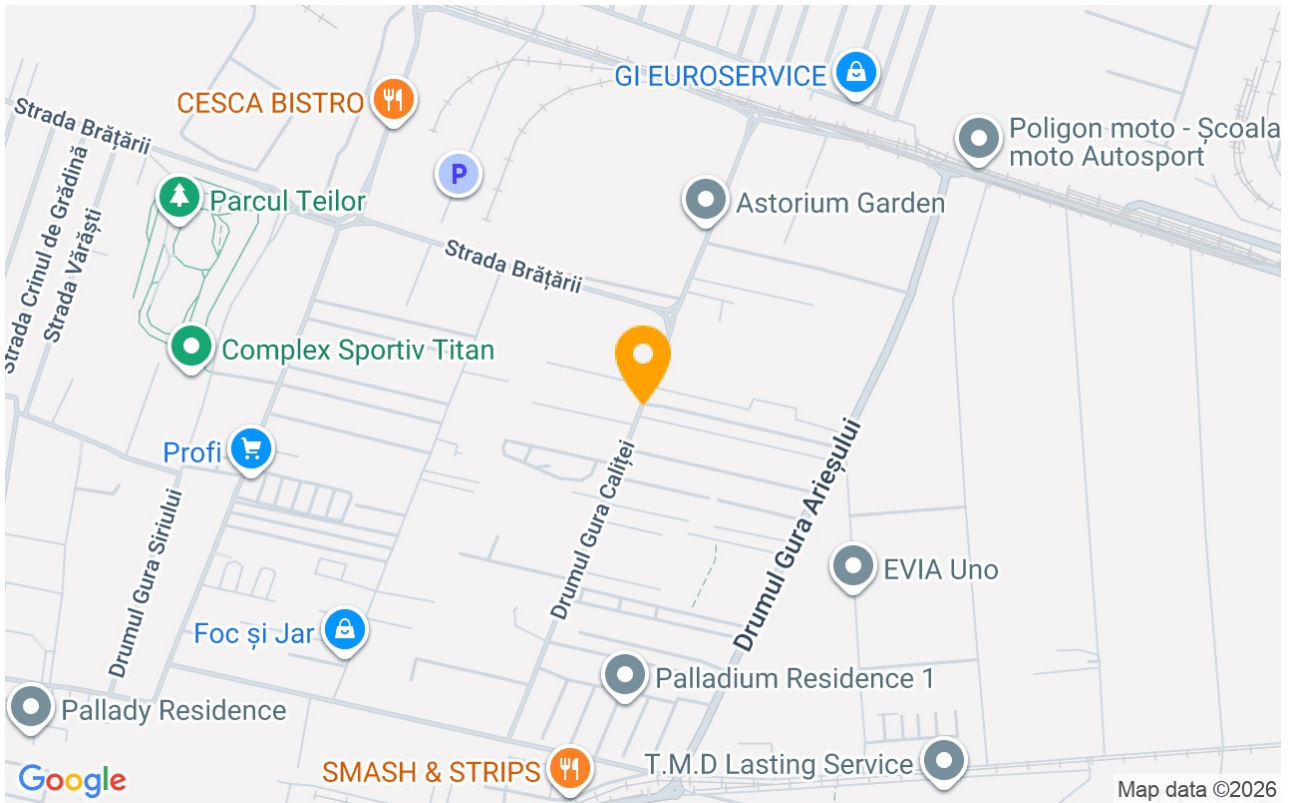 GI EUROSERVICE
CESCA BISTRO
Strada Brățării
Poligon moto - Școala
moto Autosport
P
Parcul Teilor
Astorium Garden
Strada Crinul de Grădină
Strada Vărăști
Strada Brățării
Complex Sportiv Titan
Profi
Drumul Gura Caliței
Drumul Gura Arieșului
Drumul Gura Siriului
EVIA Uno
Foc și Jar
Palladium Residence 1
Pallady Residence
SMASH & STRIPS
T.M.D Lasting Service
Google
Map data ©2026